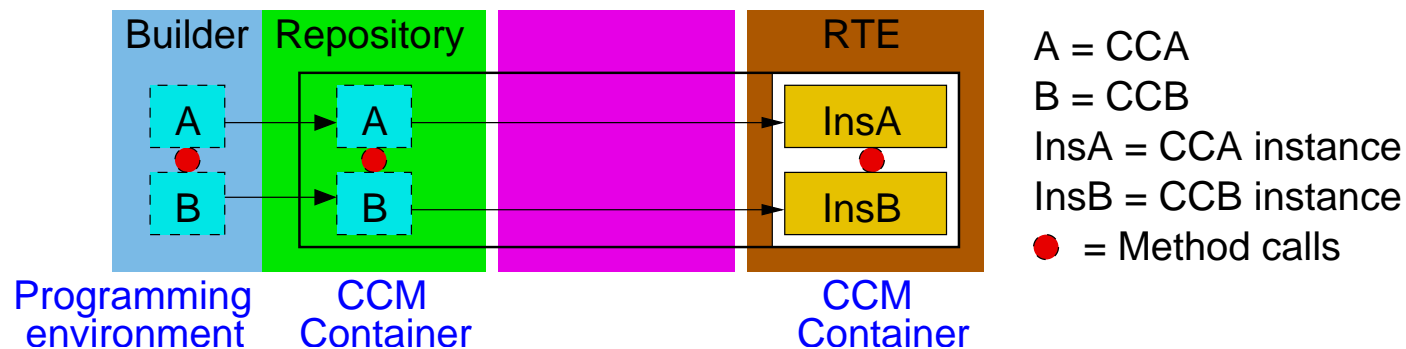 Builder
Repository
RTE
A
A
InsA
B
B
InsB
Programming
environment
CCM
Container
CCM
Container
A = CCA
B = CCB
InsA = CCA instance
InsB = CCB instance
= Method calls